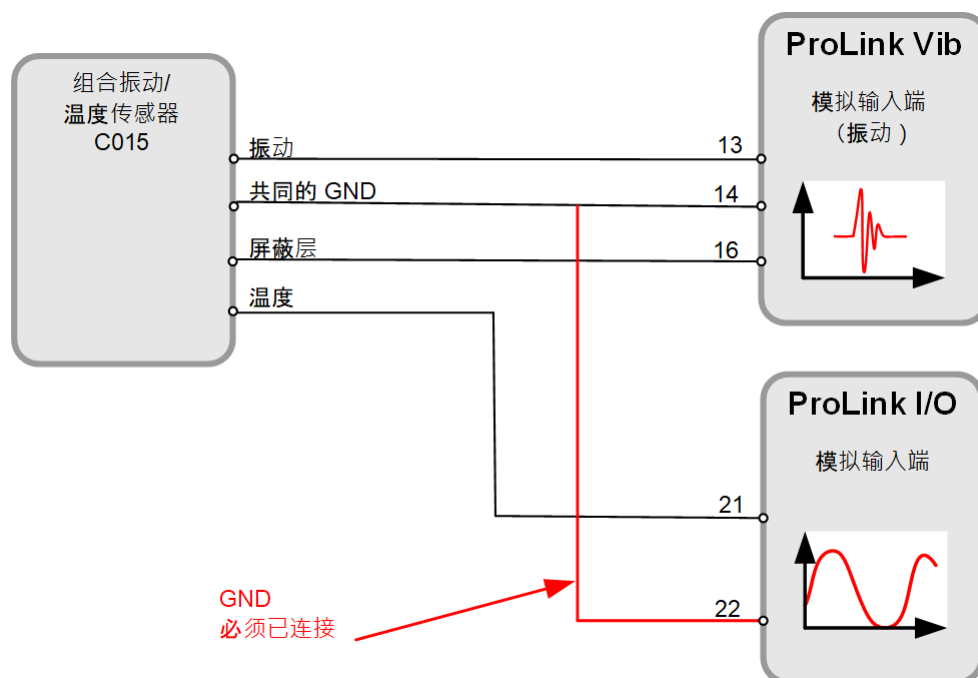 组合振动/
温度传感器
C015
振动
共同的 GND
屏蔽层
温度
13
14
16
ProLink Vib
模拟输入端
（振动）
ProLink I/O
模拟输入端
21
22
GND
必须已连接